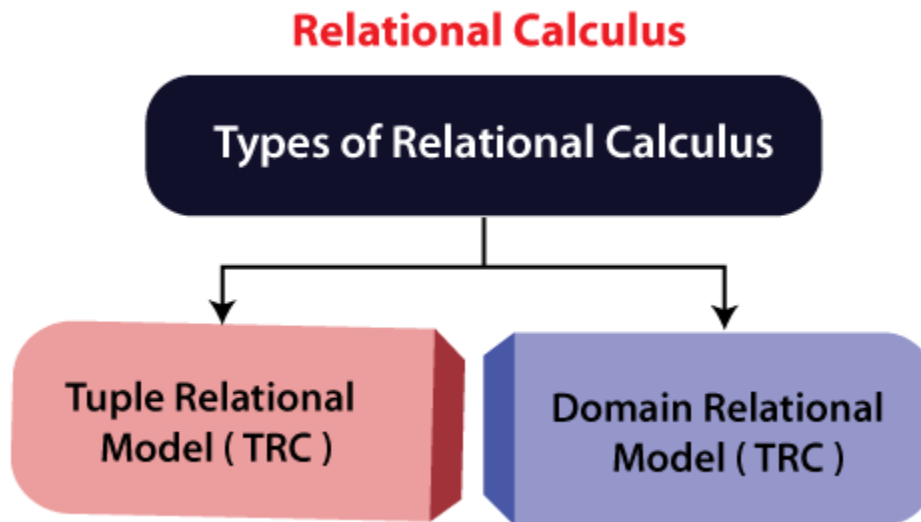 Relational Calculus
Types of Relational Calculus
Tuple Relational
Model ( TRC )
Domain Relational
Model ( TRC )